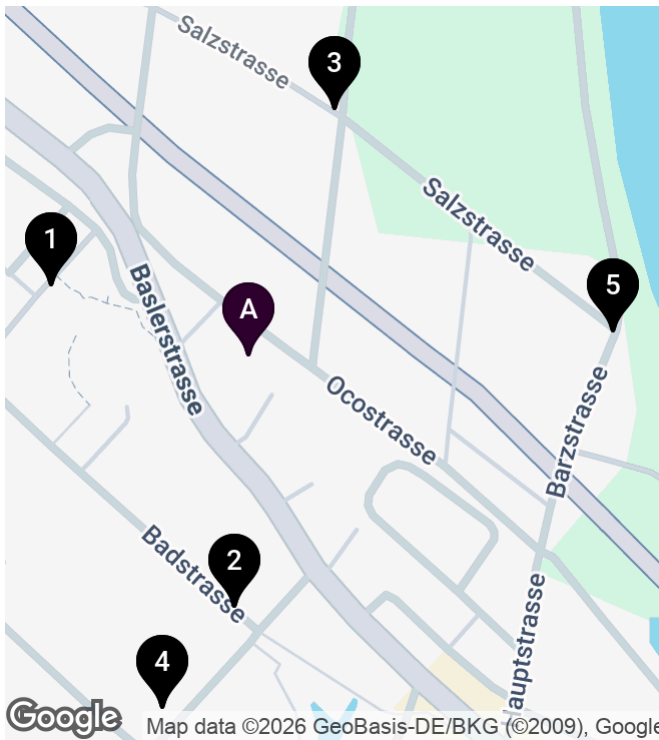 Salzstrasse
3
Salzstrasse
1
5
Baslerstrasse
A
Ocostrasse
Barzstrasse
Badstrasse
2
Hauptstrasse
4
Google
Map data ©2026 GeoBasis-DE/BKG (©2009), Google